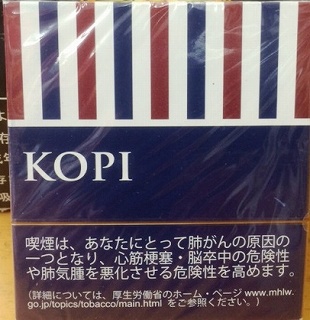 KOPI
喫煙は、あなたにとって肺がんの原因の
一つとなり、心筋梗塞・脳卒中の危険性
や肺気腫を悪化させる危険性を高めます。
(詳細については、厚生労働省のホーム・ページ www.mhlw.
go.jp/topics/tobacco/main.html をご参照ください。)